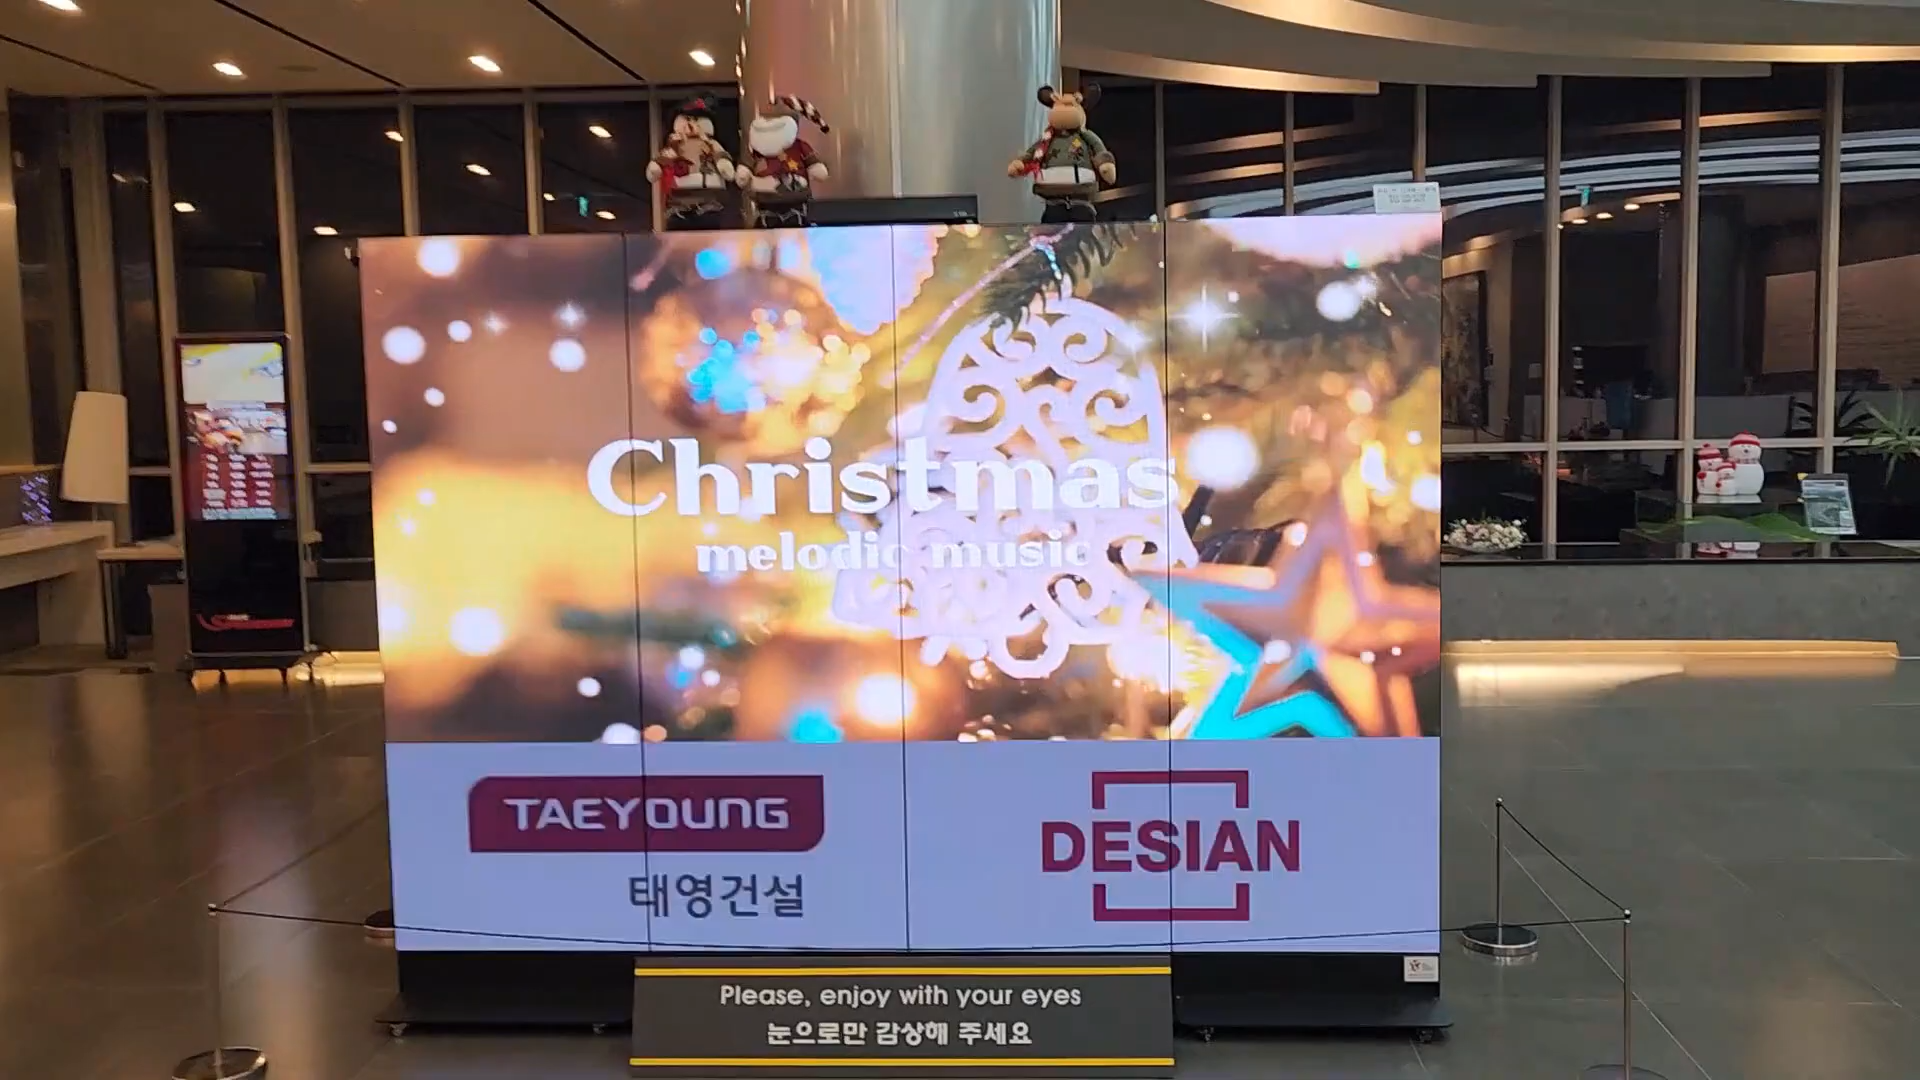 Christmas
melodic music
TAEYOUNG
태영건설
DESIAN
Please, enjoy with your eyes
눈으로만 감상해 주세요